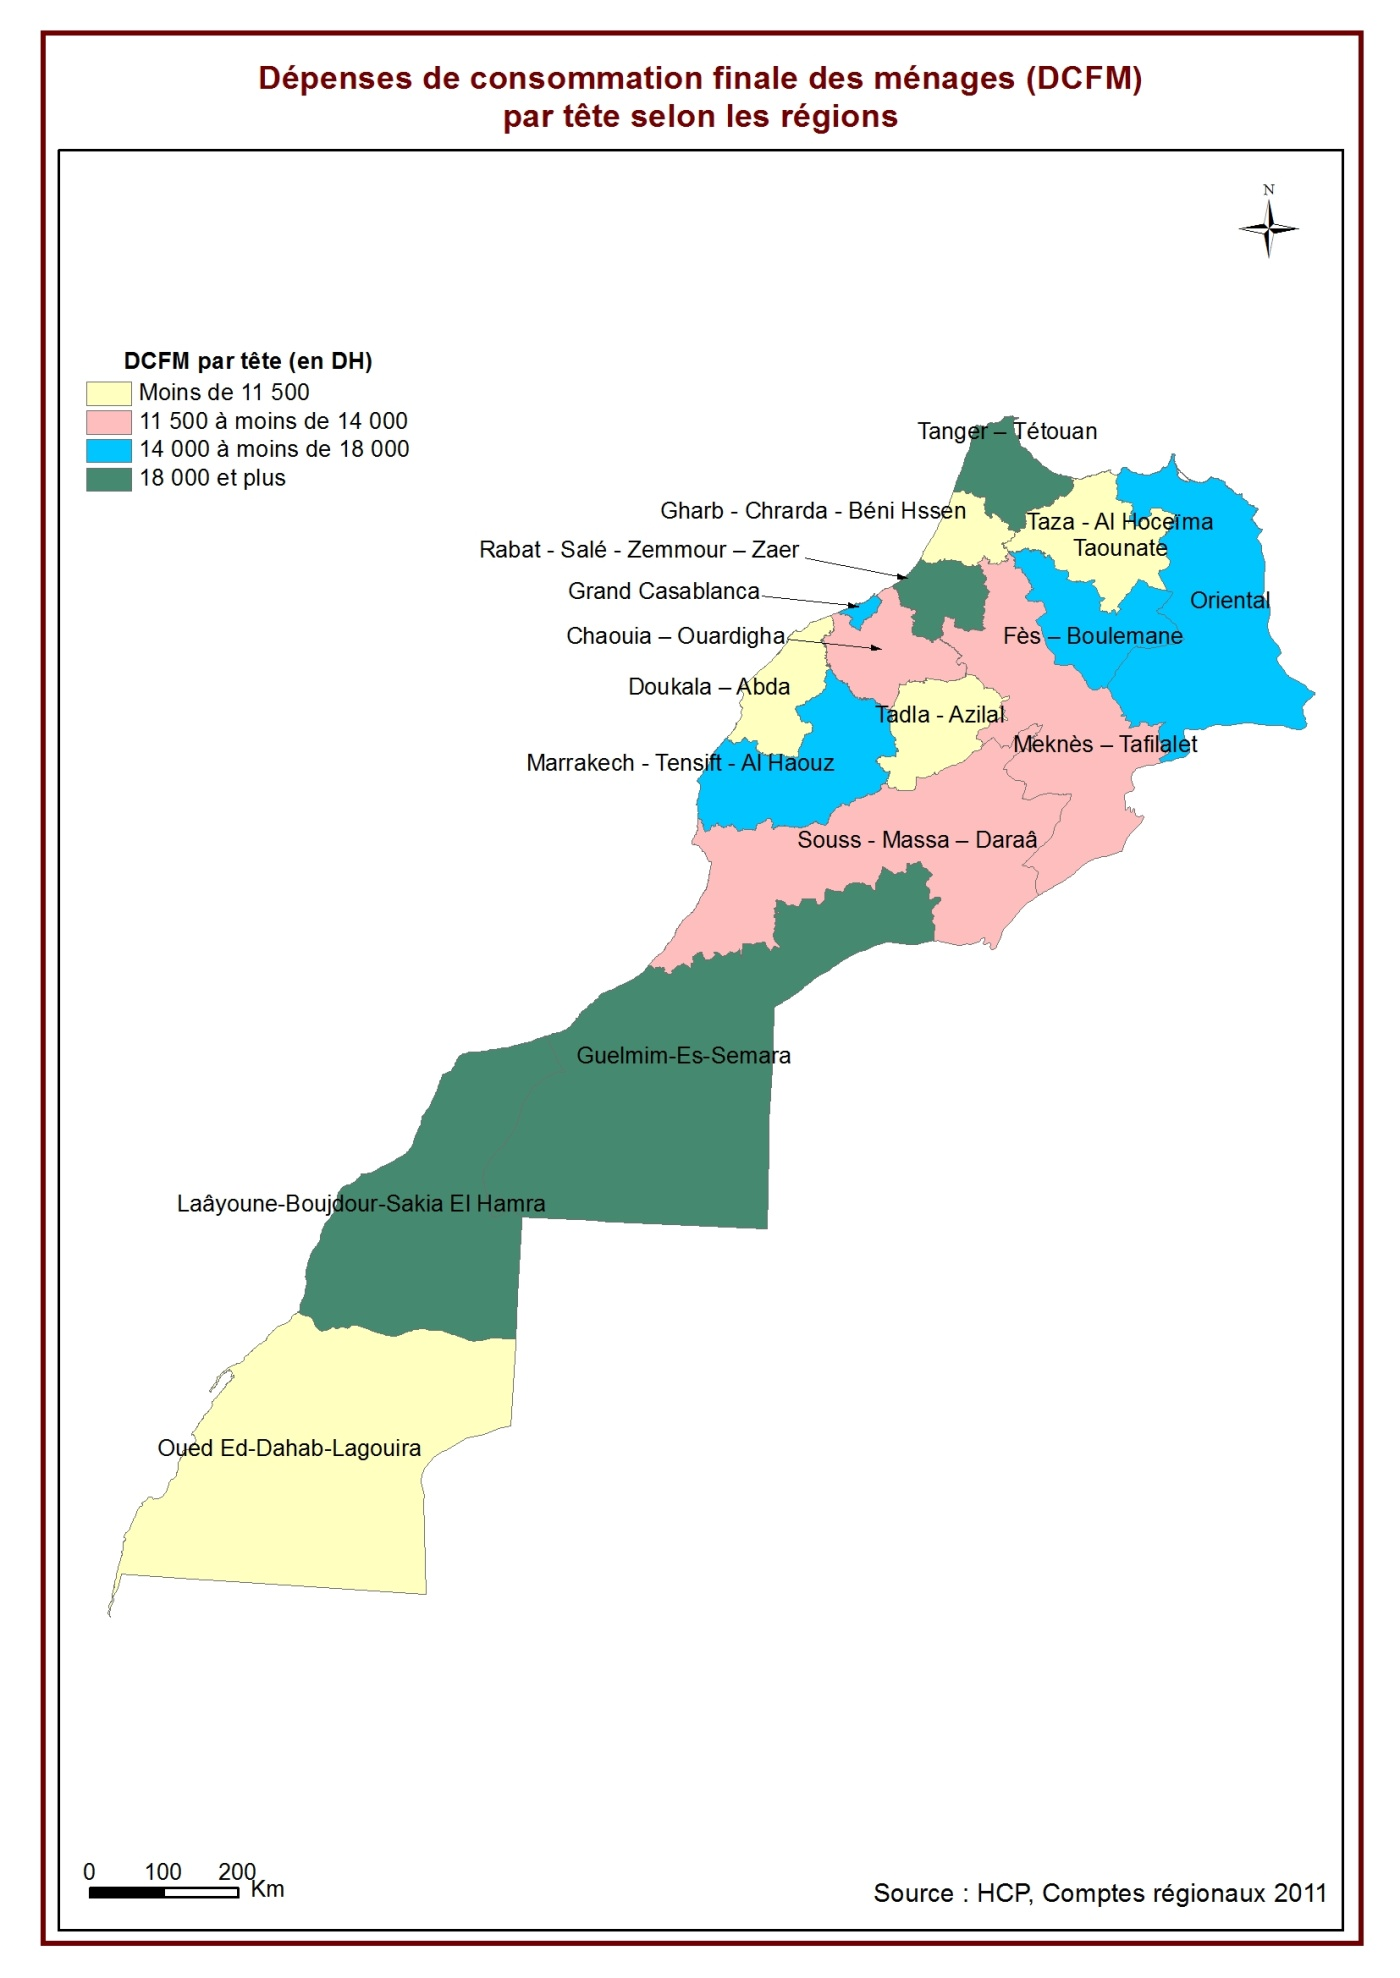 Dépenses de consommation finale des ménages (DCFM)
par tête selon les régions
N
DCFM par tête (en DH)
Moins de 11 500
11 500 à moins de 14 000
14 000 à moins de 18 000
18 000 et plus
Tanger – Tétouan
Gharb - Chrarda - Béni Hssen
Taza - Al Hoceïma
Taounate
Rabat - Salé - Zemmour – Zaer
Grand Casablanca
Oriental
Chaouia – Ouardigha
Fès – Boulemane
Doukala – Abda
Tadla - Azilal
Meknès – Tafilalet
Marrakech - Tensift - Al Haouz
Souss - Massa – Daraâ
Guelmim-Es-Semara
Laâyoune-Boujdour-Sakia El Hamra
Oued Ed-Dahab-Lagouira
0 100 200
Km
Source : HCP, Comptes régionaux 2011